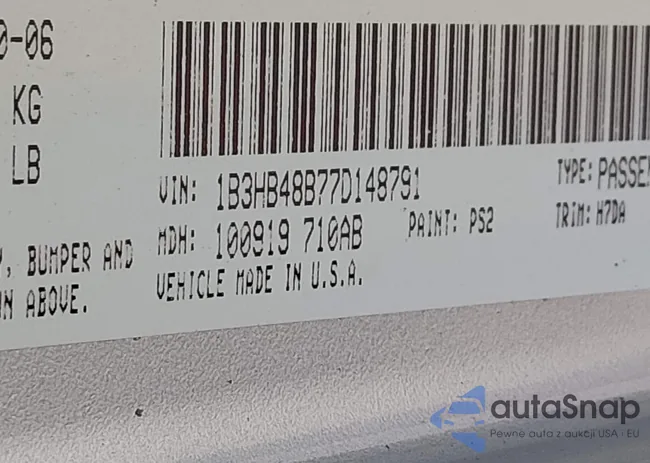 0-06
KG
LB
VIN: 1B3HB48B77D148791
TYPE: PASSEN
MDH: 100919 710AB
PAINT: PS2
TRIM: H7DA
, BUMPER AND
VEHICLE MADE IN U.S.A.
N ABOVE.
autaSnap
Pewne auta z aukcji USA · EU